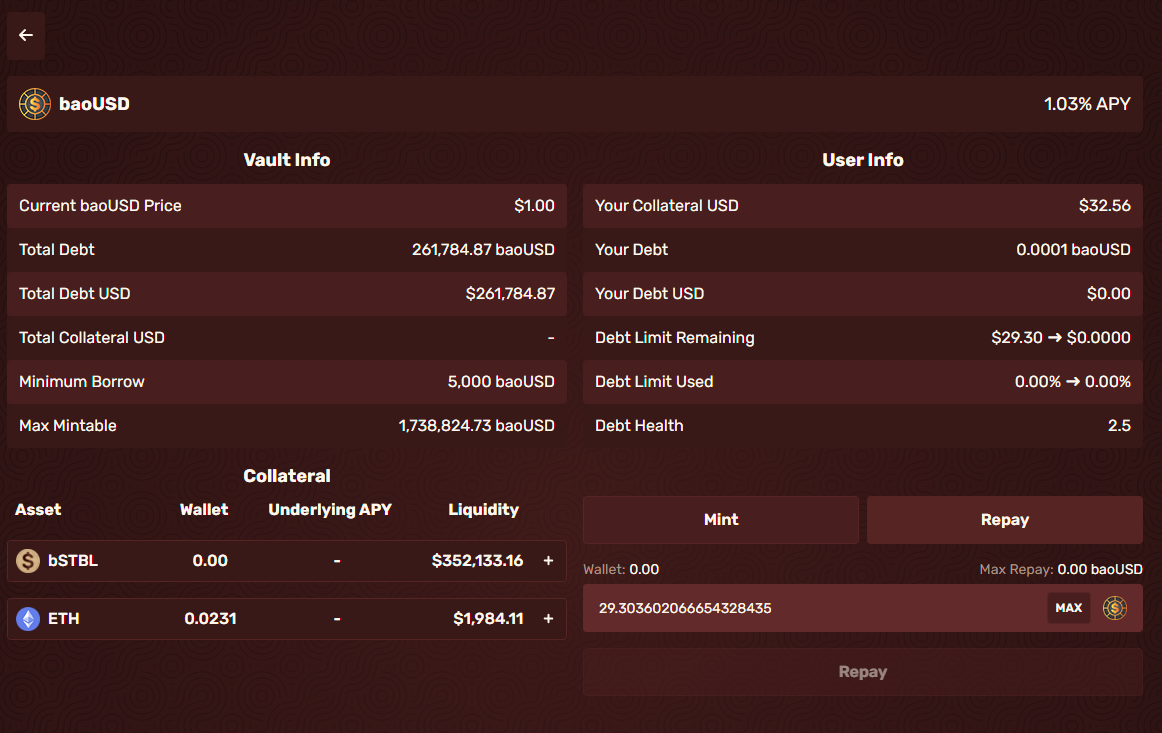 baoUSD 1.03% APY
Vault Info
Current baoUSD Price $1.00
Total Debt 261,784.87 baoUSD
Total Debt USD $261,784.87
Total Collateral USD -
Minimum Borrow 5,000 baoUSD
Max Mintable 1,738,824.73 baoUSD
User Info
Your Collateral USD $32.56
Your Debt 0.0001 baoUSD
Your Debt USD $0.00
Debt Limit Remaining $29.30 ➔ $0.0000
Debt Limit Used 0.00% ➔ 0.00%
Debt Health 2.5
Collateral
Asset Wallet Underlying APY Liquidity
bSTBL 0.00 - $352,133.16 +
ETH 0.0231 - $1,984.11 +
Mint Repay
Wallet: 0.00 Max Repay: 0.00 baoUSD
29.303602066654328435 MAX
Repay